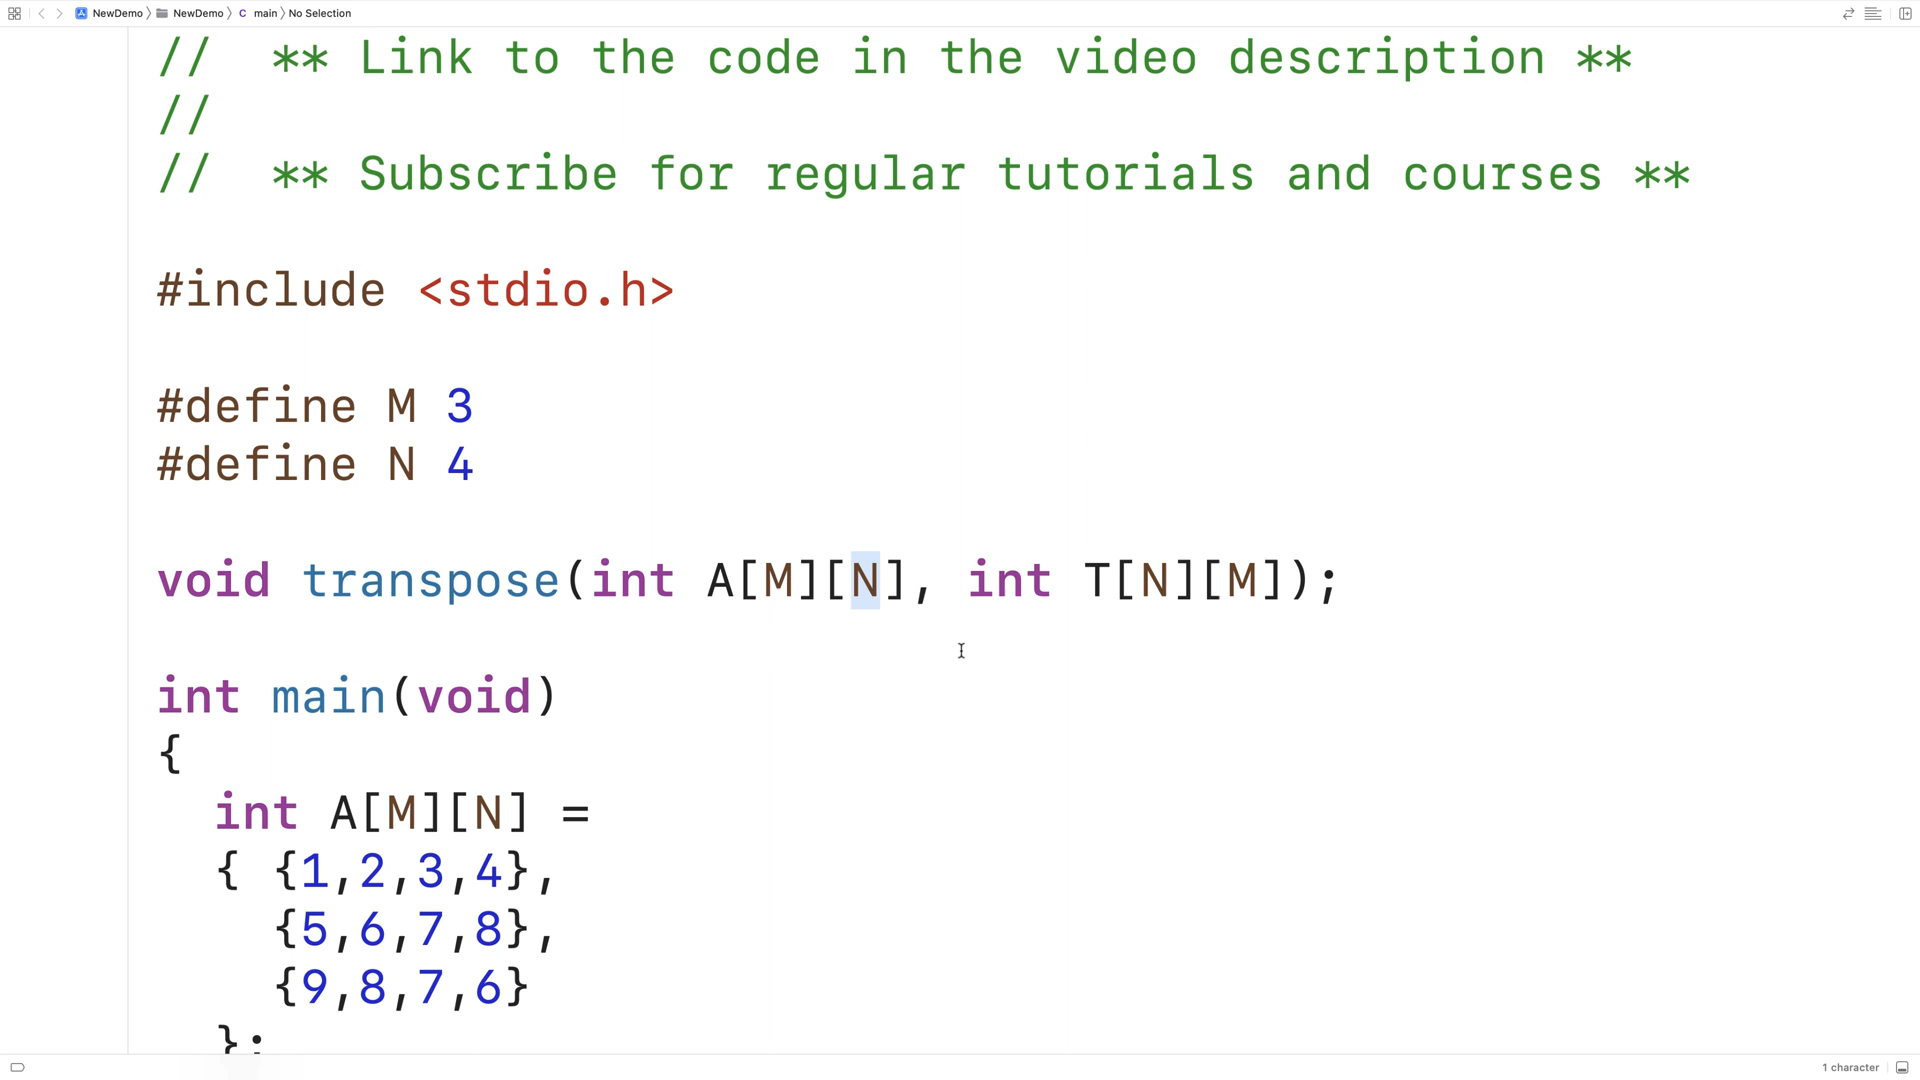 NewDemo 〉 NewDemo 〉 C main 〉 No Selection
//  ** Link to the code in the video description **
//
//  ** Subscribe for regular tutorials and courses **
#include <stdio.h>
#define M 3
#define N 4
void transpose(int A[M][N], int T[N][M]);
int main(void)
{
  int A[M][N] =
  { {1,2,3,4},
    {5,6,7,8},
    {9,8,7,6}
  };
1 character